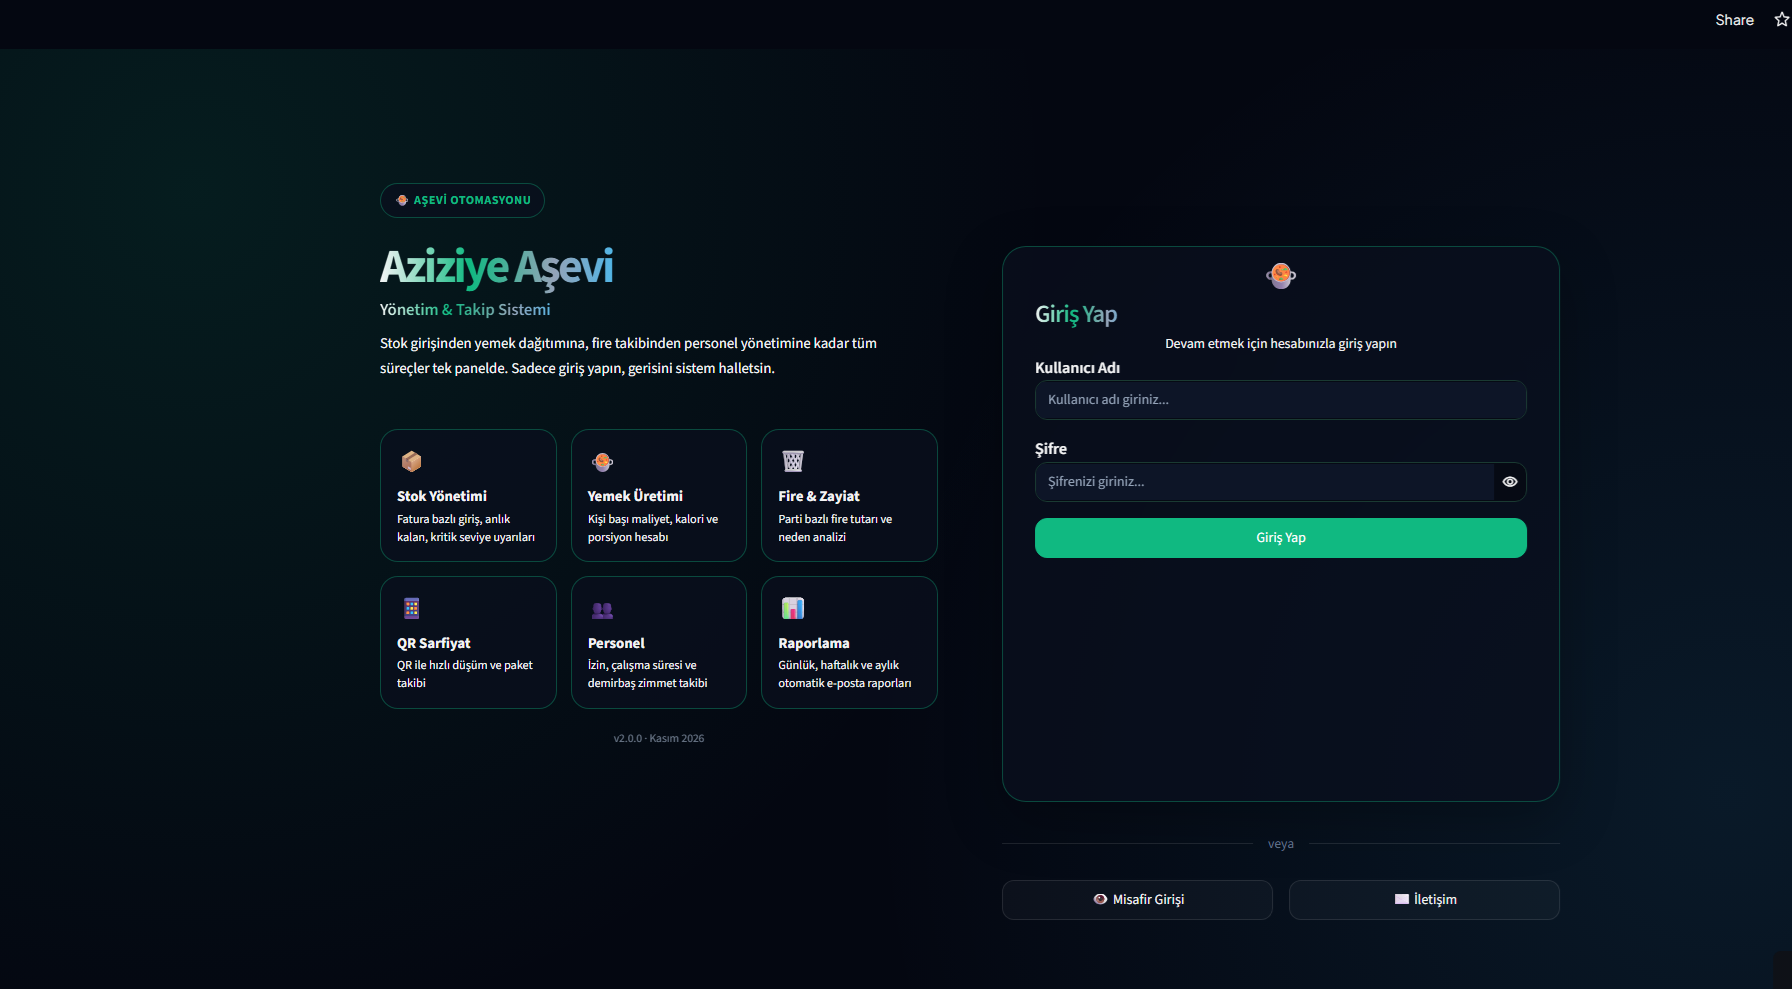 Share
AŞEVİ OTOMASYONU
Aziziye Aşevi
Yönetim & Takip Sistemi
Stok girişinden yemek dağıtımına, fire takibinden personel yönetimine kadar tüm
süreçler tek panelde. Sadece giriş yapın, gerisini sistem halletsin.
Stok Yönetimi
Fatura bazlı giriş, anlık
kalan, kritik seviye uyarıları
Yemek Üretimi
Kişi başı maliyet, kalori ve
porsiyon hesabı
Fire & Zayiat
Parti bazlı fire tutarı ve
neden analizi
QR Sarfiyat
QR ile hızlı düşüm ve paket
takibi
Personel
İzin, çalışma süresi ve
demirbaş zimmet takibi
Raporlama
Günlük, haftalık ve aylık
otomatik e-posta raporları
v2.0.0 · Kasım 2026
Giriş Yap
Devam etmek için hesabınızla giriş yapın
Kullanıcı Adı
Kullanıcı adı giriniz...
Şifre
Şifrenizi giriniz...
Giriş Yap
veya
Misafir Girişi
İletişim